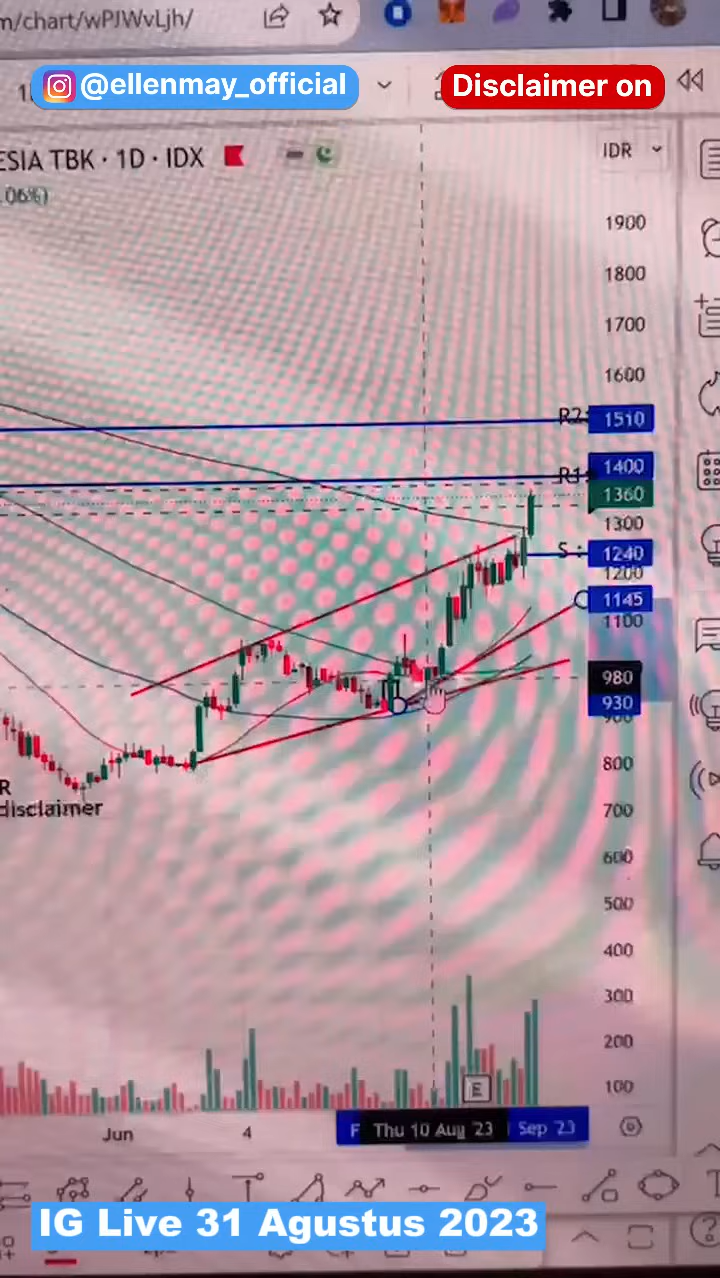 m/chart/wPJWvLjh/
@ellenmay_official
Disclaimer on
ESIA TBK · 1D · IDX
IDR
.06%)
1900
1800
1700
1600
R2: 1510
R1: 1400
1360
1300
S : 1240
1200
1145
1100
980
930
900
800
R
disclaimer
700
600
500
400
300
200
100
E
Jun
4
F
Thu 10 Aug '23
Sep '23
IG Live 31 Agustus 2023